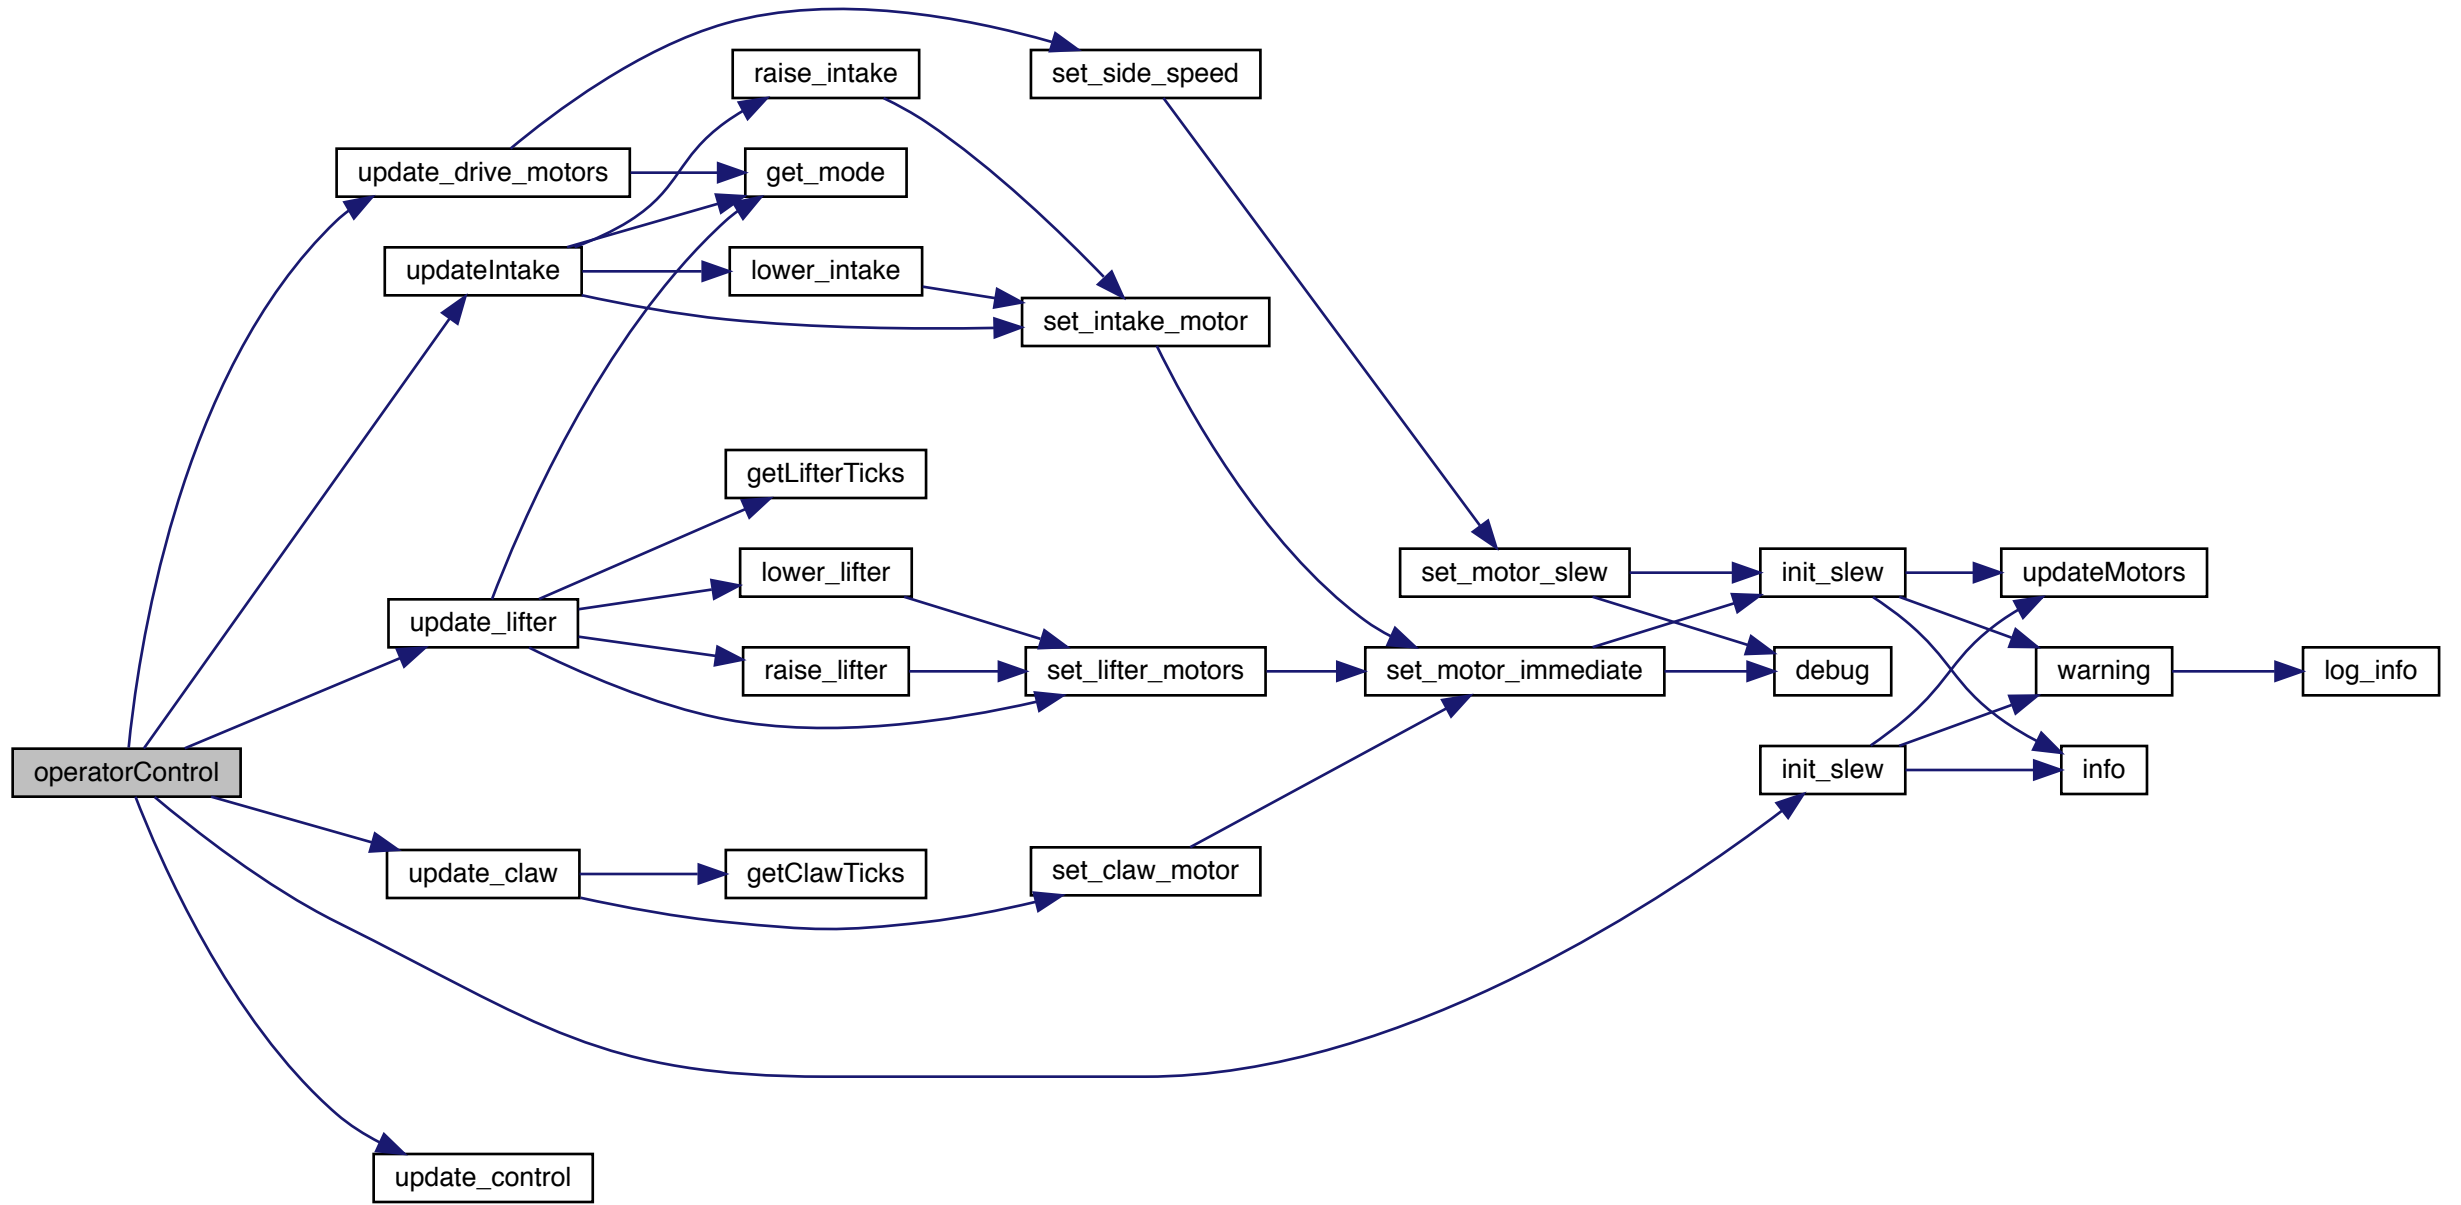 raise_intake
set_side_speed
update_drive_motors
get_mode
updateIntake
lower_intake
set_intake_motor
getLifterTicks
lower_lifter
set_motor_slew
init_slew
updateMotors
update_lifter
raise_lifter
set_lifter_motors
set_motor_immediate
debug
warning
log_info
operatorControl
init_slew
info
update_claw
getClawTicks
set_claw_motor
update_control